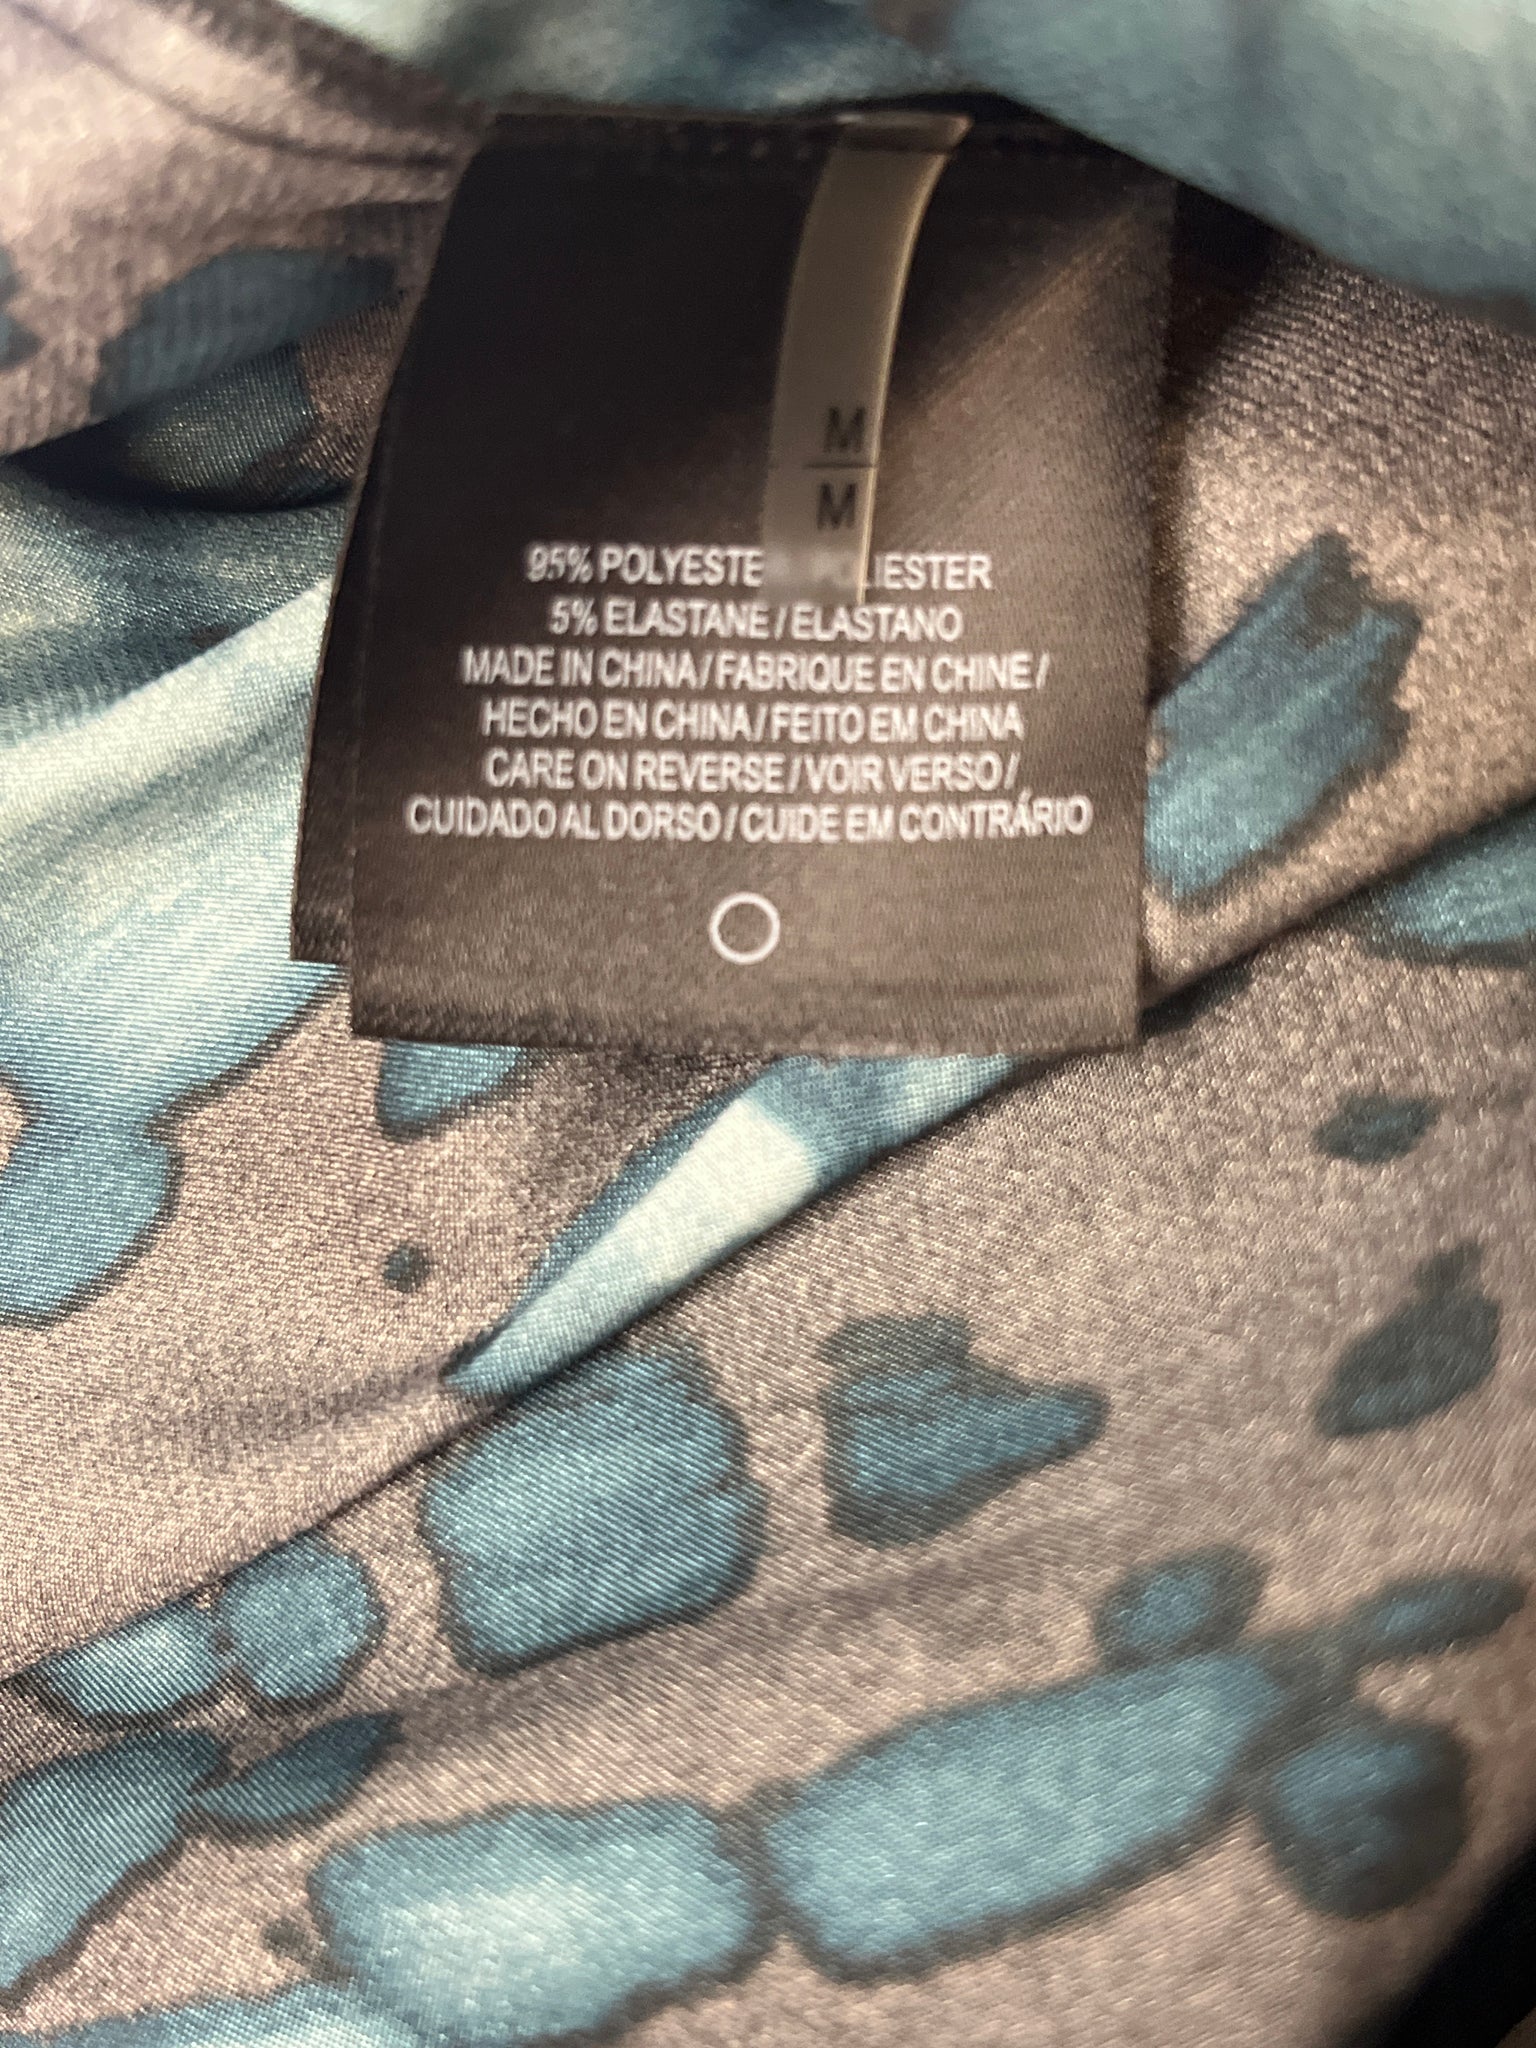 M
M
95% POLYESTE    LIESTER
5% ELASTANE / ELASTANO
MADE IN CHINA / FABRIQUE EN CHINE /
HECHO EN CHINA / FEITO EM CHINA
CARE ON REVERSE / VOIR VERSO /
CUIDADO AL DORSO / CUIDE EM CONTRÁRIO